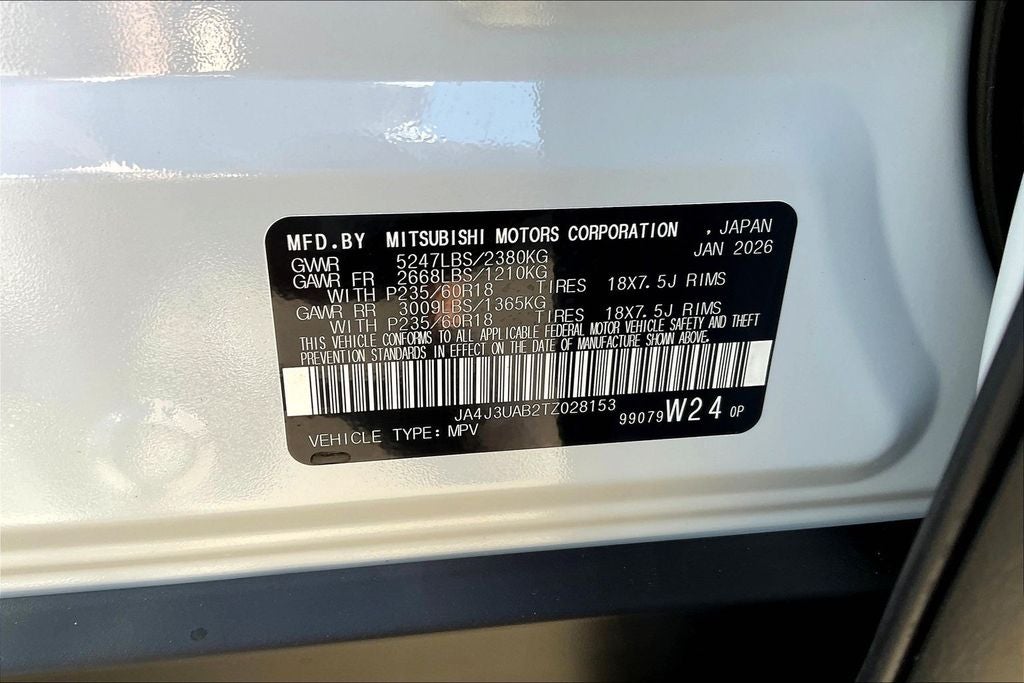 MFD.BY MITSUBISHI MOTORS CORPORATION , JAPAN
JAN 2026
GVWR 5247LBS/2380KG
GAWR FR 2668LBS/1210KG
WITH P235/60R18 TIRES 18X7.5J RIMS
GAWR RR 3009LBS/1365KG
WITH P235/60R18 TIRES 18X7.5J RIMS
THIS VEHICLE CONFORMS TO ALL APPLICABLE FEDERAL MOTOR VEHICLE SAFETY AND THEFT
PREVENTION STANDARDS IN EFFECT ON THE DATE OF MANUFACTURE SHOWN ABOVE.
JA4J3UAB2TZ028153
99079 W24 0P
VEHICLE TYPE: MPV